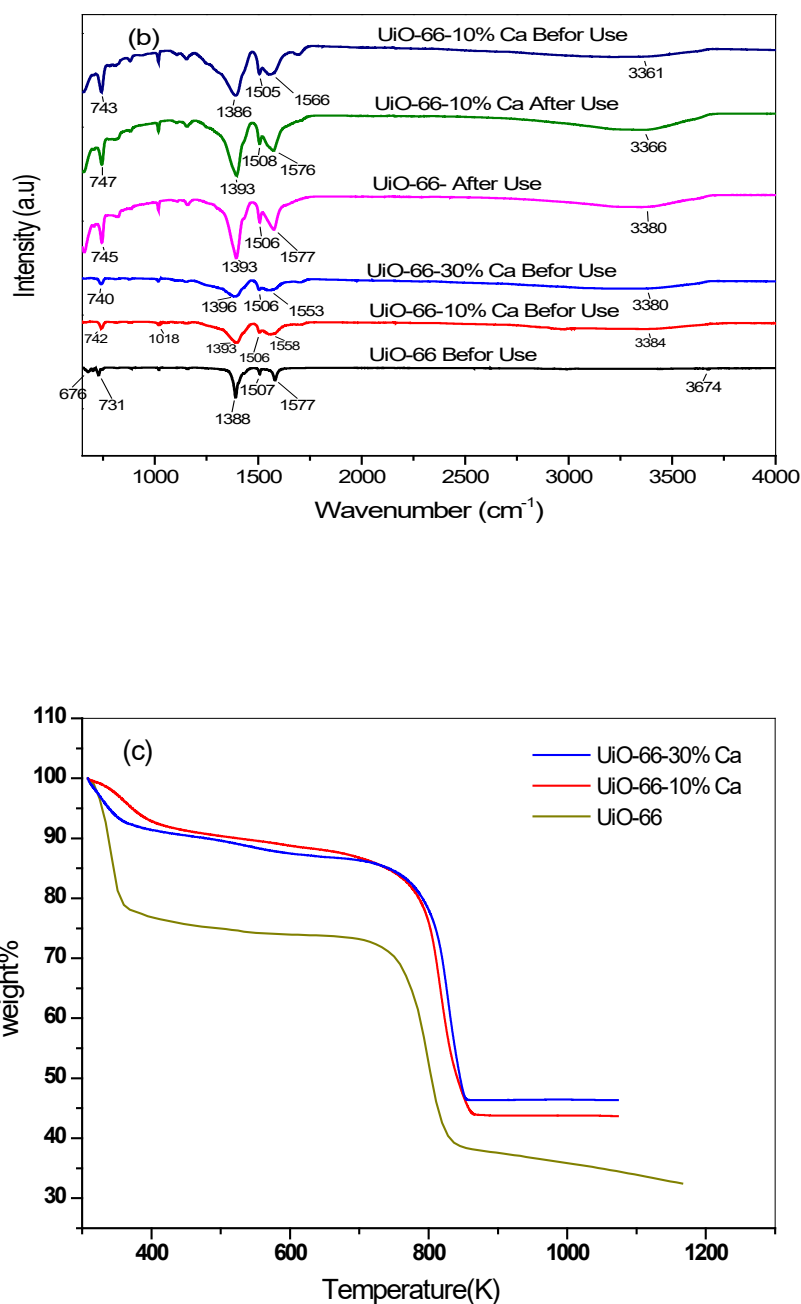 (b)
UiO-66-10% Ca Befor Use
3361
743
1386
1505
1566
UiO-66-10% Ca After Use
3366
747
1393
1508
1576
UiO-66- After Use
3380
745
1393
1506
1577
UiO-66-30% Ca Befor Use
3380
740
1396
1506
1553
UiO-66-10% Ca Befor Use
3384
742
1018
1393
1506
1558
UiO-66 Befor Use
3674
676
731
1388
1507
1577
Intensity (a.u)
1000 1500 2000 2500 3000 3500 4000
Wavenumber (cm⁻¹)
(c)
UiO-66-30% Ca
UiO-66-10% Ca
UiO-66
110
100
90
80
70
60
50
40
30
weight%
400 600 800 1000 1200
Temperature(K)